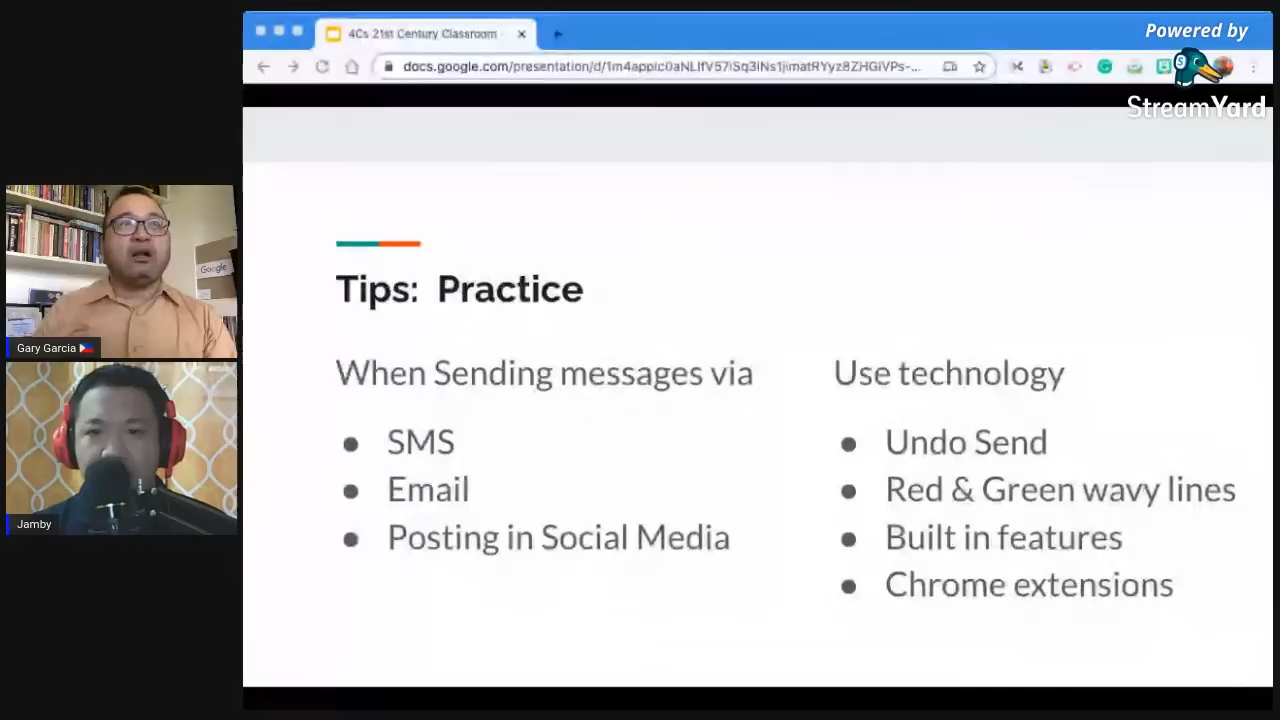 4Cs 21st Century Classroom
Powered by
StreamYard
Tips: Practice
When Sending messages via
SMS
Email
Posting in Social Media
Use technology
Undo Send
Red & Green wavy lines
Built in features
Chrome extensions
Google
Gary Garcia
Jamby